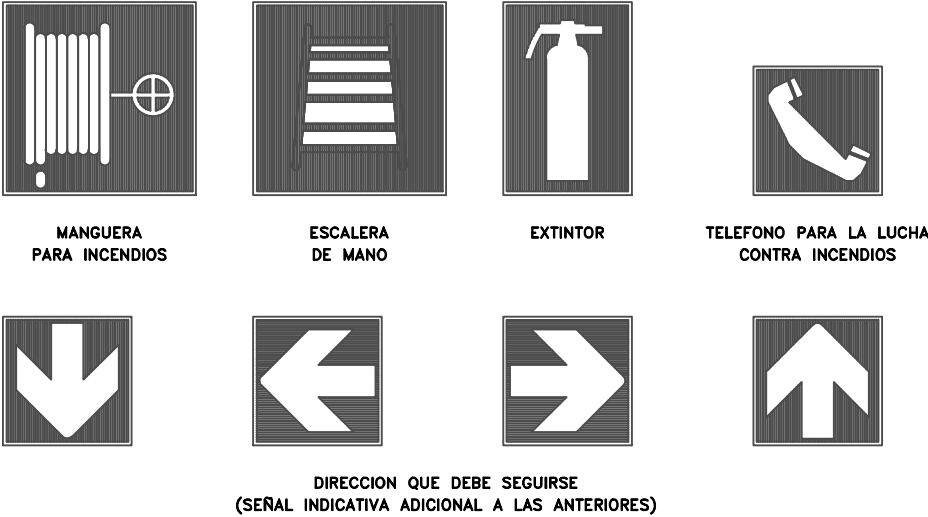 MANGUERA
PARA INCENDIOS
ESCALERA
DE MANO
EXTINTOR
TELEFONO PARA LA LUCHA
CONTRA INCENDIOS
DIRECCION QUE DEBE SEGUIRSE
(SEÑAL INDICATIVA ADICIONAL A LAS ANTERIORES)